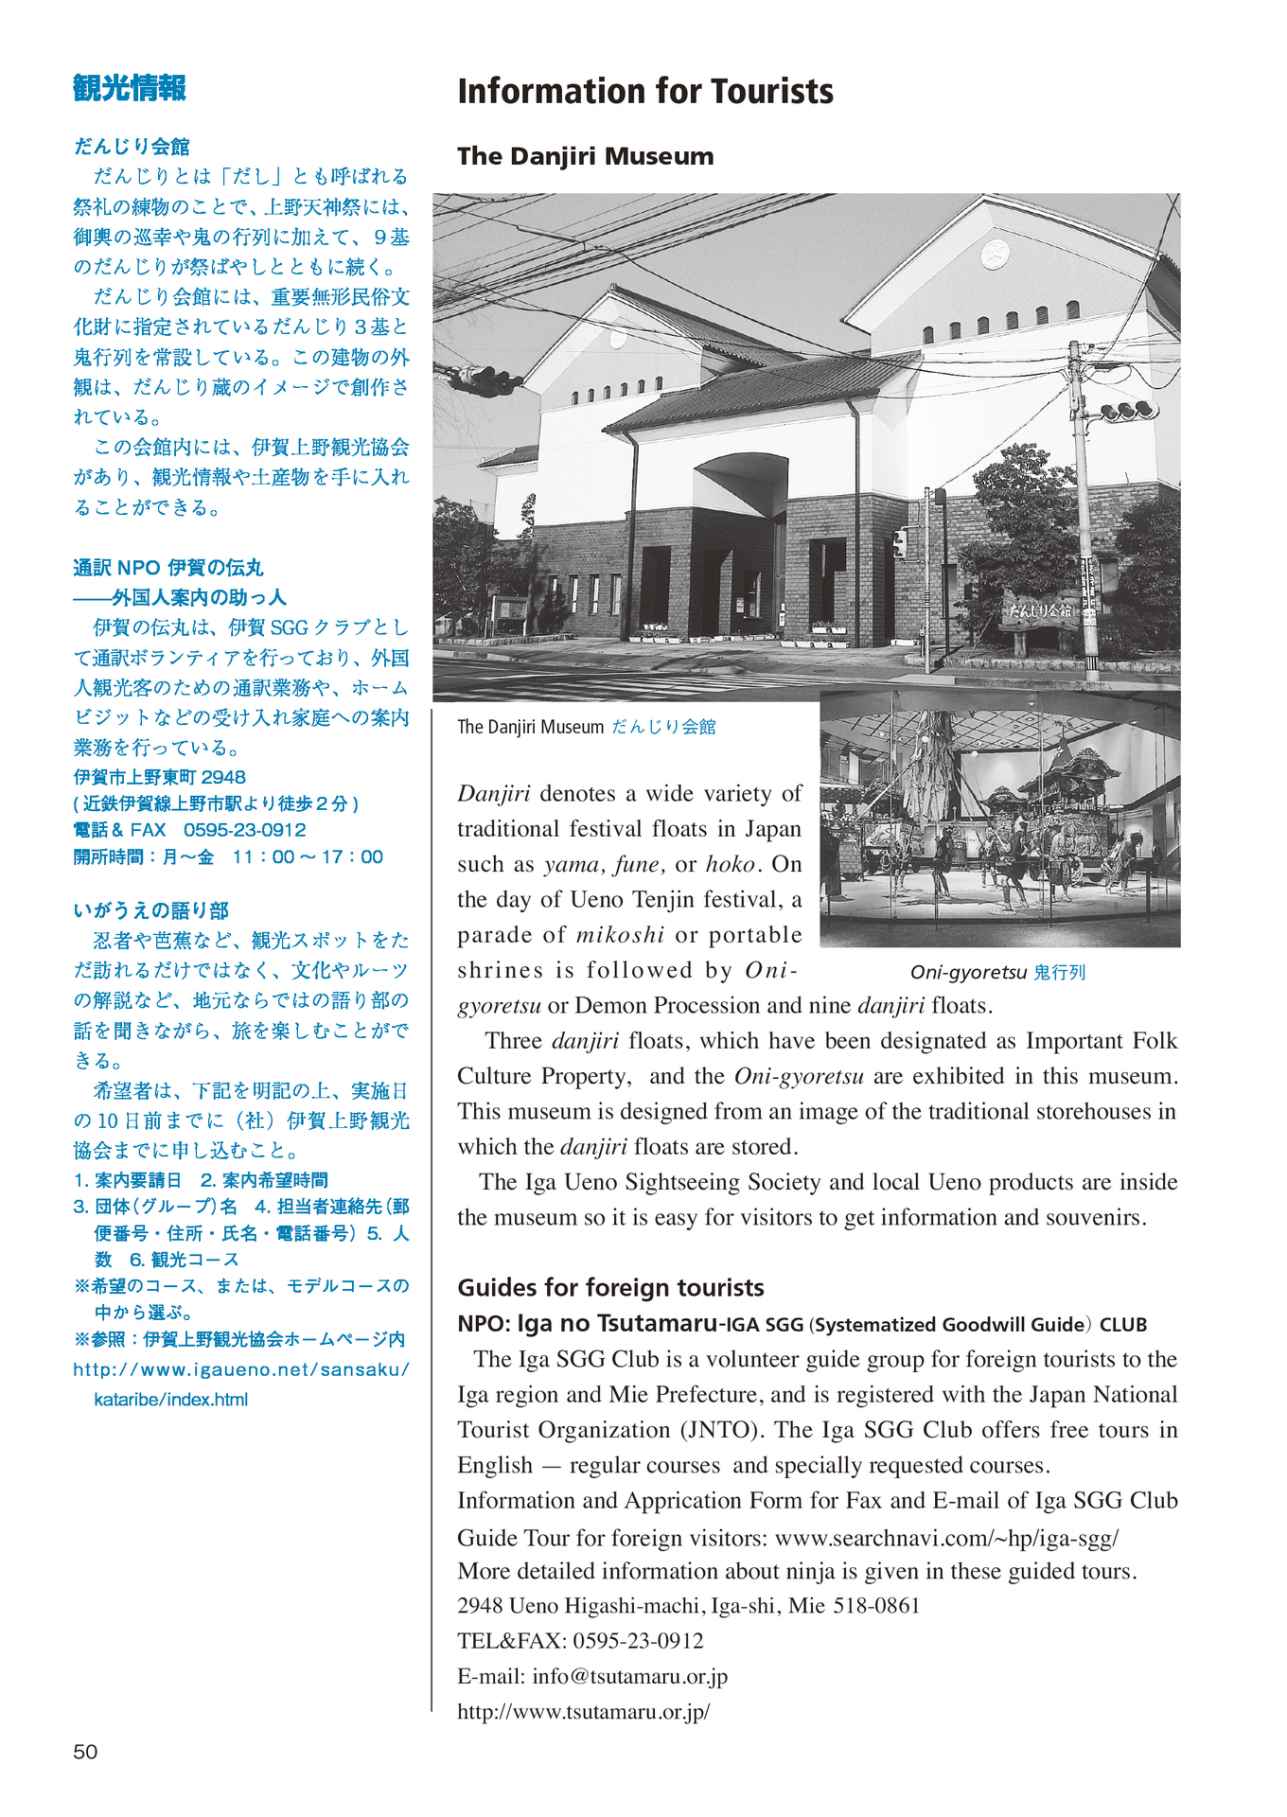 観光情報
だんじり会館
　だんじりとは「だし」とも呼ばれる
祭礼の練物のことで、上野天神祭には、
御輿の巡幸や鬼の行列に加えて、９基
のだんじりが祭ばやしとともに続く。
　だんじり会館には、重要無形民俗文
化財に指定されているだんじり３基と
鬼行列を常設している。この建物の外
観は、だんじり蔵のイメージで創作さ
れている。
　この会館内には、伊賀上野観光協会
があり、観光情報や土産物を手に入れ
ることができる。
通訳 NPO 伊賀の伝丸
――外国人案内の助っ人
　伊賀の伝丸は、伊賀 SGG クラブとし
て通訳ボランティアを行っており、外国
人観光客のための通訳業務や、ホーム
ビジットなどの受け入れ家庭への案内
業務を行っている。
伊賀市上野東町 2948
( 近鉄伊賀線上野市駅より徒歩２分 )
電話＆ FAX　0595-23-0912
開所時間：月～金　11：00 ～ 17：00
いがうえの語り部
　忍者や芭蕉など、観光スポットをた
だ訪れるだけではなく、文化やルーツ
の解説など、地元ならではの語り部の
話を聞きながら、旅を楽しむことがで
きる。
　希望者は、下記を明記の上、実施日
の 10 日前までに（社）伊賀上野観光
協会までに申し込むこと。
1. 案内要請日　2. 案内希望時間
3. 団体（グループ）名　4. 担当者連絡先（郵
便番号・住所・氏名・電話番号）5. 人
数　6. 観光コース
※希望のコース、または、モデルコースの
中から選ぶ。
※参照：伊賀上野観光協会ホームページ内
http://www.igaueno.net/sansaku/
kataribe/index.html
Information for Tourists
The Danjiri Museum
だんじり会館
The Danjiri Museum だんじり会館
Danjiri denotes a wide variety of
traditional festival floats in Japan
such as yama, fune, or hoko. On
the day of Ueno Tenjin festival, a
parade of mikoshi or portable
shrines is followed by Oni-
gyoretsu or Demon Procession and nine danjiri floats.
Oni-gyoretsu 鬼行列
Three danjiri floats, which have been designated as Important Folk
Culture Property, and the Oni-gyoretsu are exhibited in this museum.
This museum is designed from an image of the traditional storehouses in
which the danjiri floats are stored.
The Iga Ueno Sightseeing Society and local Ueno products are inside
the museum so it is easy for visitors to get information and souvenirs.
Guides for foreign tourists
NPO: Iga no Tsutamaru-IGA SGG (Systematized Goodwill Guide) CLUB
The Iga SGG Club is a volunteer guide group for foreign tourists to the
Iga region and Mie Prefecture, and is registered with the Japan National
Tourist Organization (JNTO). The Iga SGG Club offers free tours in
English — regular courses and specially requested courses.
Information and Apprication Form for Fax and E-mail of Iga SGG Club
Guide Tour for foreign visitors: www.searchnavi.com/~hp/iga-sgg/
More detailed information about ninja is given in these guided tours.
2948 Ueno Higashi-machi, Iga-shi, Mie 518-0861
TEL&FAX: 0595-23-0912
E-mail: info@tsutamaru.or.jp
http://www.tsutamaru.or.jp/
50